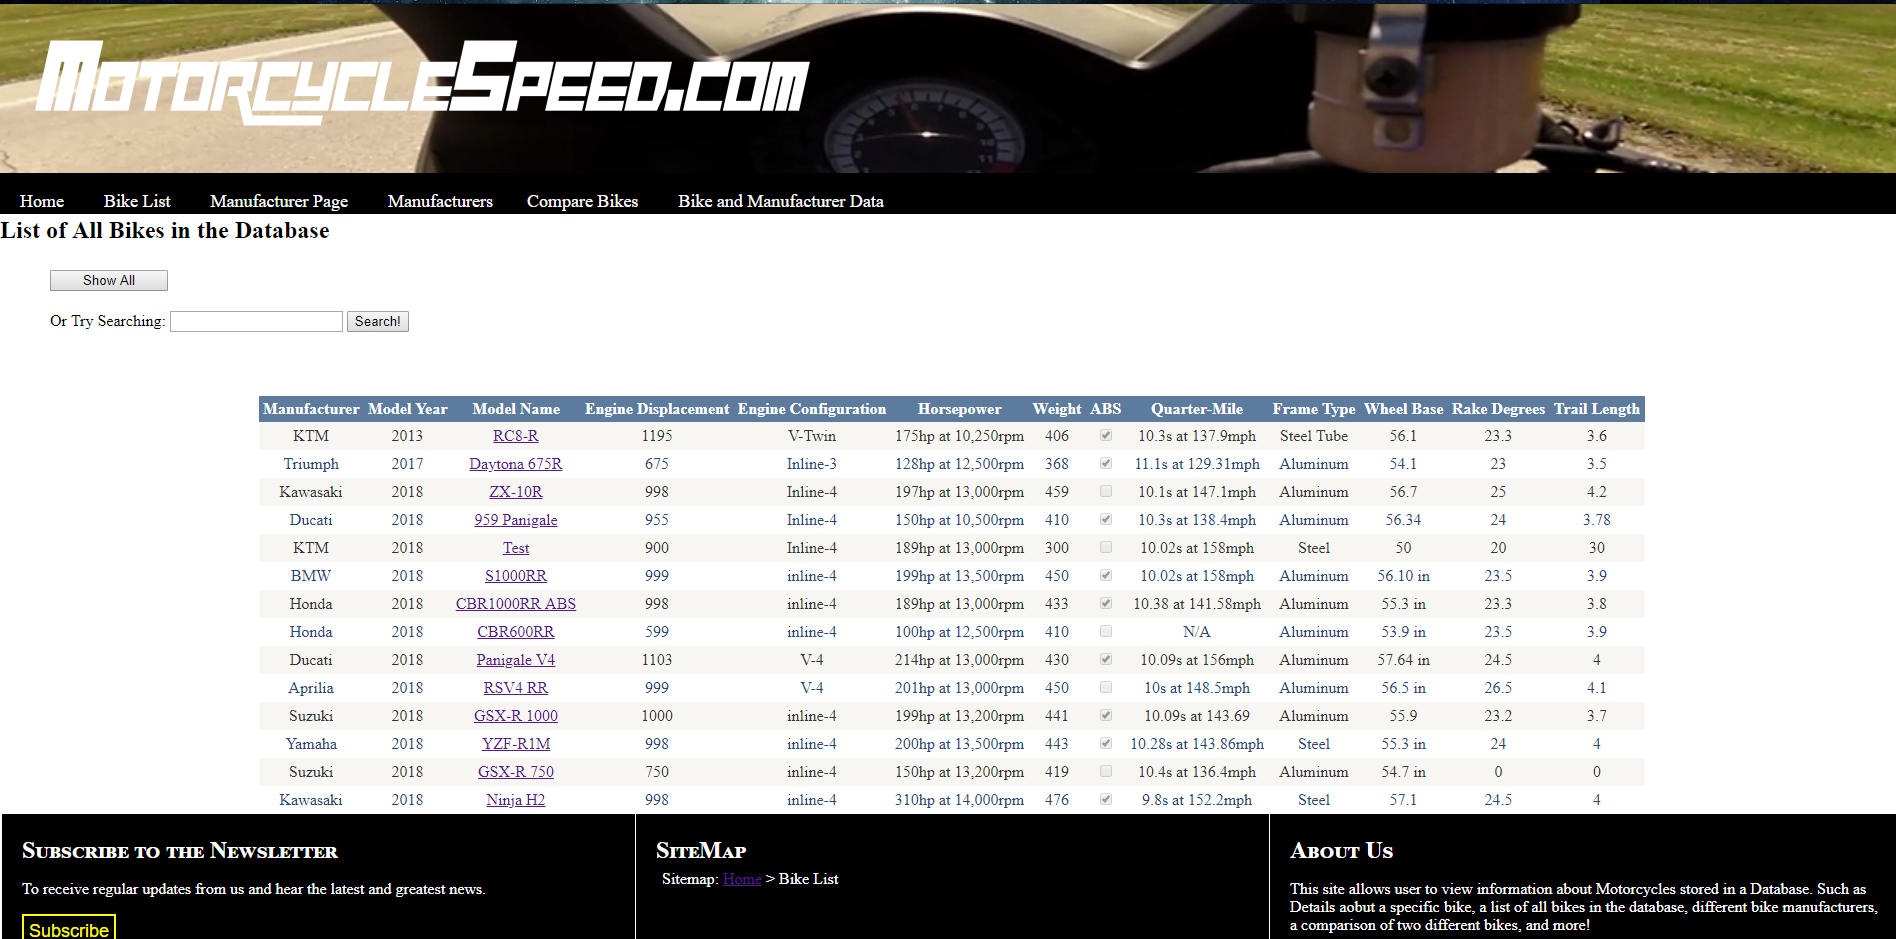 MotorcycleSpeed.com
Home Bike List Manufacturer Page Manufacturers Compare Bikes Bike and Manufacturer Data
List of All Bikes in the Database
Show All
Or Try Searching: Search!
Manufacturer Model Year Model Name Engine Displacement Engine Configuration Horsepower Weight ABS Quarter-Mile Frame Type Wheel Base Rake Degrees Trail Length
KTM 2013 RC8-R 1195 V-Twin 175hp at 10,250rpm 406 10.3s at 137.9mph Steel Tube 56.1 23.3 3.6
Triumph 2017 Daytona 675R 675 Inline-3 128hp at 12,500rpm 368 11.1s at 129.31mph Aluminum 54.1 23 3.5
Kawasaki 2018 ZX-10R 998 Inline-4 197hp at 13,000rpm 459 10.1s at 147.1mph Aluminum 56.7 25 4.2
Ducati 2018 959 Panigale 955 Inline-4 150hp at 10,500rpm 410 10.3s at 138.4mph Aluminum 56.34 24 3.78
KTM 2018 Test 900 Inline-4 189hp at 13,000rpm 300 10.02s at 158mph Steel 50 20 30
BMW 2018 S1000RR 999 inline-4 199hp at 13,500rpm 450 10.02s at 158mph Aluminum 56.10 in 23.5 3.9
Honda 2018 CBR1000RR ABS 998 inline-4 189hp at 13,000rpm 433 10.38 at 141.58mph Aluminum 55.3 in 23.3 3.8
Honda 2018 CBR600RR 599 inline-4 100hp at 12,500rpm 410 N/A Aluminum 53.9 in 23.5 3.9
Ducati 2018 Panigale V4 1103 V-4 214hp at 13,000rpm 430 10.09s at 156mph Aluminum 57.64 in 24.5 4
Aprilia 2018 RSV4 RR 999 V-4 201hp at 13,000rpm 450 10s at 148.5mph Aluminum 56.5 in 26.5 4.1
Suzuki 2018 GSX-R 1000 1000 inline-4 199hp at 13,200rpm 441 10.09s at 143.69 Aluminum 55.9 23.2 3.7
Yamaha 2018 YZF-R1M 998 inline-4 200hp at 13,500rpm 443 10.28s at 143.86mph Steel 55.3 in 24 4
Suzuki 2018 GSX-R 750 750 inline-4 150hp at 13,200rpm 419 10.4s at 136.4mph Aluminum 54.7 in 0 0
Kawasaki 2018 Ninja H2 998 inline-4 310hp at 14,000rpm 476 9.8s at 152.2mph Steel 57.1 24.5 4
Subscribe to the Newsletter
To receive regular updates from us and hear the latest and greatest news.
Subscribe
SiteMap
Sitemap: Home > Bike List
About Us
This site allows user to view information about Motorcycles stored in a Database. Such as
Details aobut a specific bike, a list of all bikes in the database, different bike manufacturers,
a comparison of two different bikes, and more!